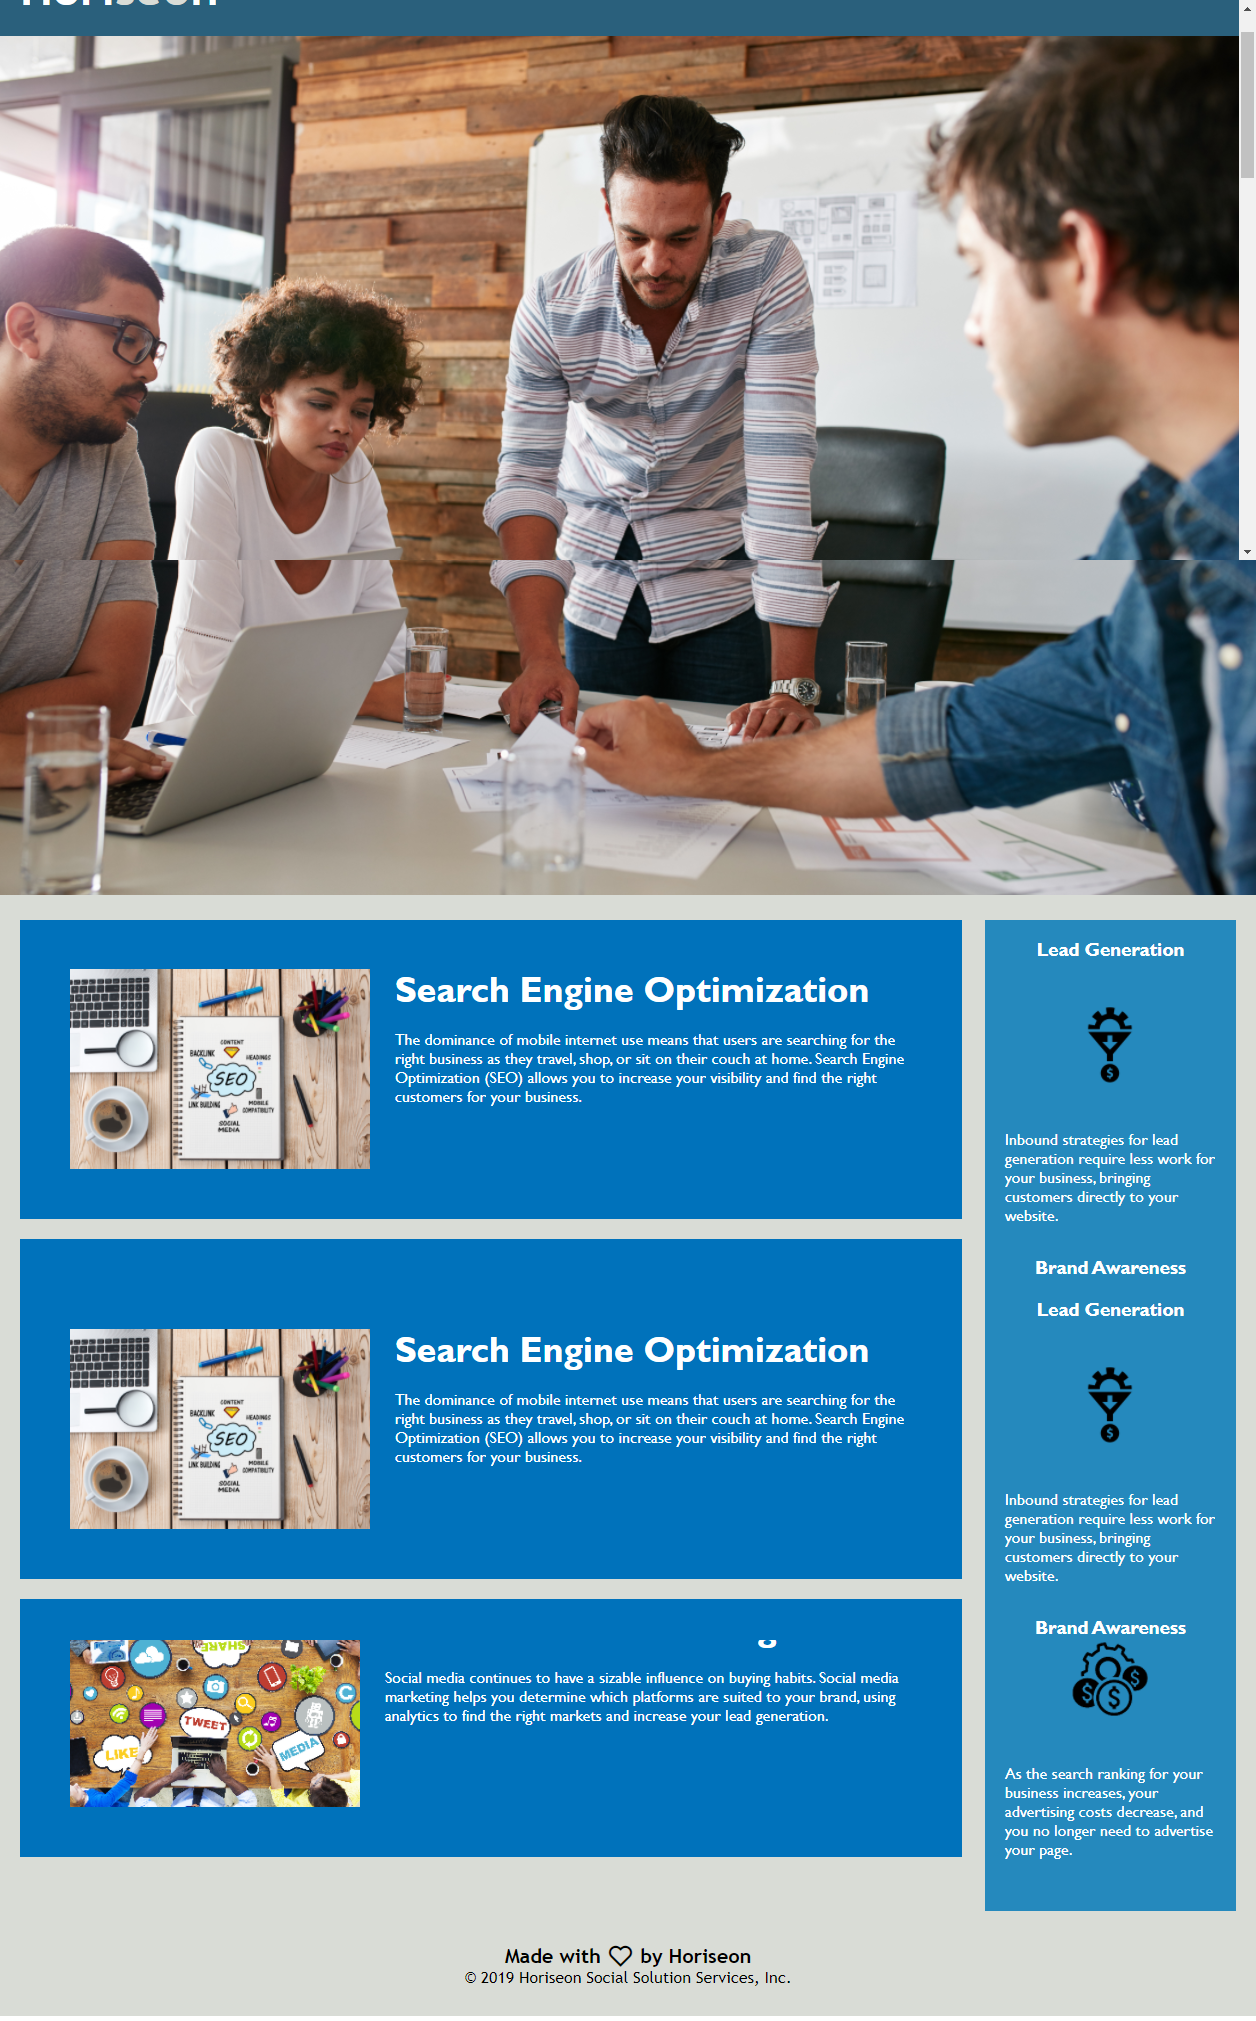 Horiseon
Search Engine Optimization
The dominance of mobile internet use means that users are searching for the
right business as they travel, shop, or sit on their couch at home. Search Engine
Optimization (SEO) allows you to increase your visibility and find the right
customers for your business.
CONTENT
BACKLINK
HEADINGS
SEO
LINK BUILDING
MOBILE
COMPATIBILITY
SOCIAL
MEDIA
Search Engine Optimization
The dominance of mobile internet use means that users are searching for the
right business as they travel, shop, or sit on their couch at home. Search Engine
Optimization (SEO) allows you to increase your visibility and find the right
customers for your business.
CONTENT
BACKLINK
HEADINGS
SEO
LINK BUILDING
MOBILE
COMPATIBILITY
SOCIAL
MEDIA
SHARE
TWEET
LIKE
MEDIA
Social media continues to have a sizable influence on buying habits. Social media
marketing helps you determine which platforms are suited to your brand, using
analytics to find the right markets and increase your lead generation.
Lead Generation
$
Inbound strategies for lead
generation require less work for
your business, bringing
customers directly to your
website.
Brand Awareness
Lead Generation
$
Inbound strategies for lead
generation require less work for
your business, bringing
customers directly to your
website.
Brand Awareness
$ $ $
As the search ranking for your
business increases, your
advertising costs decrease, and
you no longer need to advertise
your page.
Made with ♡ by Horiseon
© 2019 Horiseon Social Solution Services, Inc.